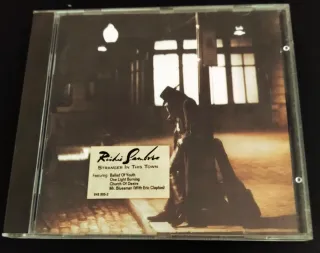 Richie Sambora
STRANGER IN THIS TOWN
Featuring: Ballad Of Youth
One Light Burning
Church Of Desire
Mr. Bluesman (With Eric Clapton)